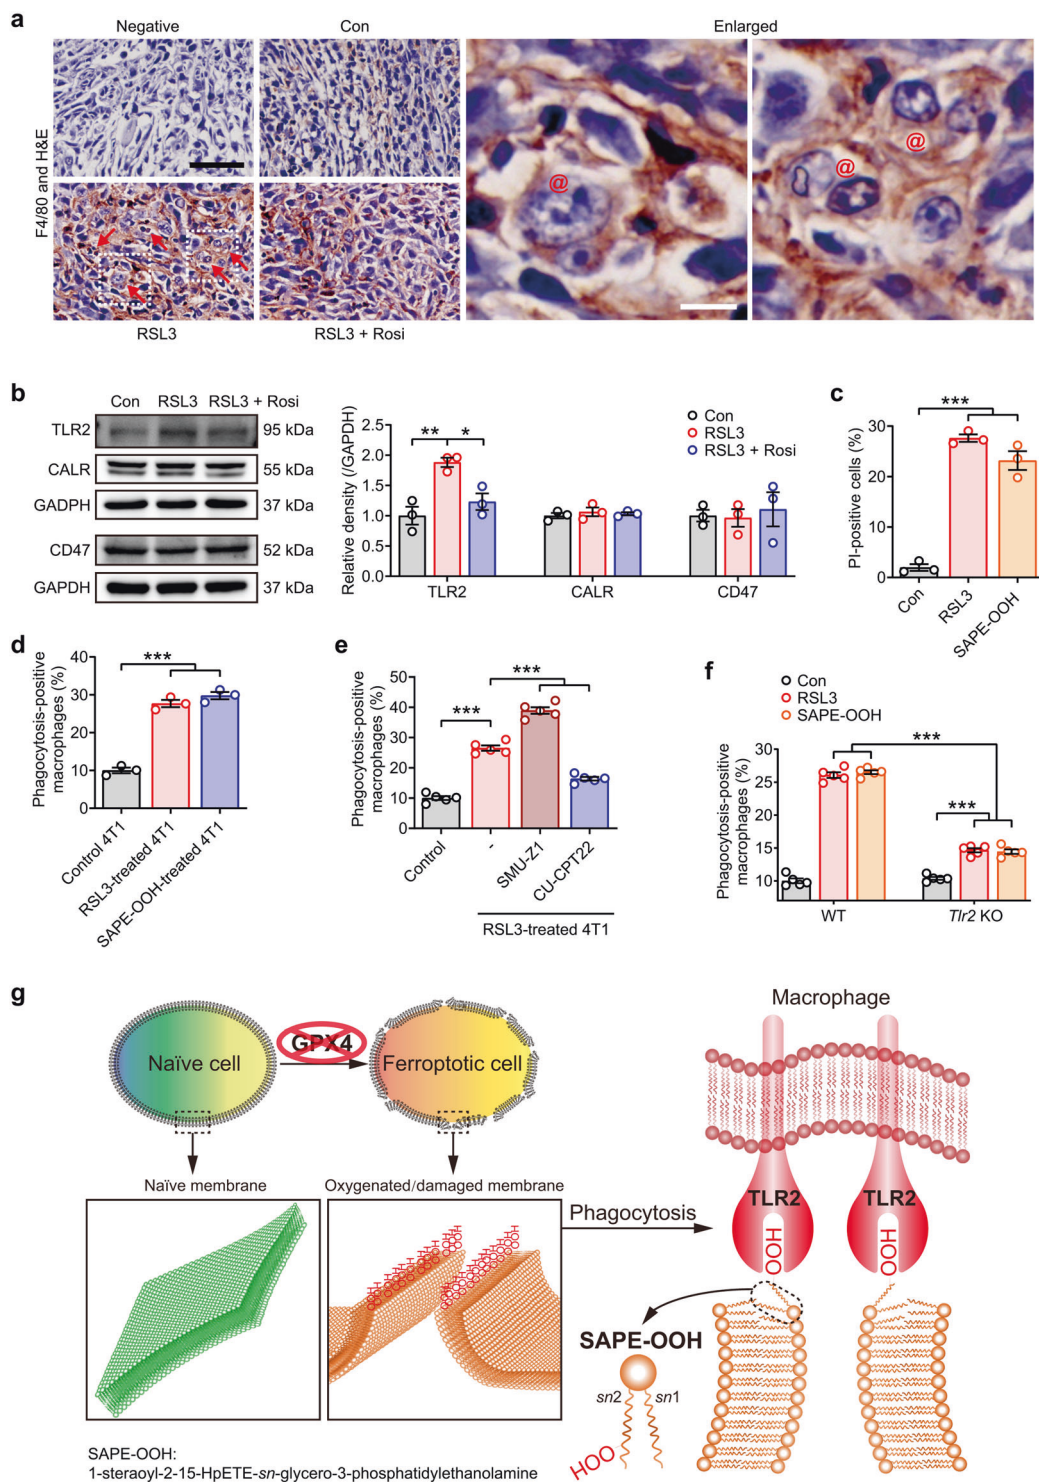 a
Negative
Con
Enlarged
F4/80 and H&E
@
@
@
RSL3
RSL3 + Rosi
b
Con
RSL3
RSL3 + Rosi
TLR2
95 kDa
CALR
55 kDa
GADPH
37 kDa
CD47
52 kDa
GAPDH
37 kDa
Relative density (/GAPDH)
2.5
2.0
1.5
1.0
0.5
0.0
**
*
Con
RSL3
RSL3 + Rosi
TLR2
CALR
CD47
c
PI-positive cells (%)
30
20
10
0
***
Con
RSL3
SAPE-OOH
d
Phagocytosis-positive
macrophages (%)
40
30
20
10
0
***
Control 4T1
RSL3-treated 4T1
SAPE-OOH-treated 4T1
e
Phagocytosis-positive
macrophages (%)
50
40
30
20
10
0
***
***
Control
-
SMU-Z1
CU-CPT22
RSL3-treated 4T1
f
Con
RSL3
SAPE-OOH
Phagocytosis-positive
macrophages (%)
30
25
20
15
10
***
***
WT
Tlr2 KO
g
Naïve cell
GPX4
Ferroptotic cell
Macrophage
Naïve membrane
Oxygenated/damaged membrane
Phagocytosis
TLR2
TLR2
HOO
HOO
SAPE-OOH
sn2
sn1
HOO
SAPE-OOH:
1-steraoyl-2-15-HpETE-sn-glycero-3-phosphatidylethanolamine